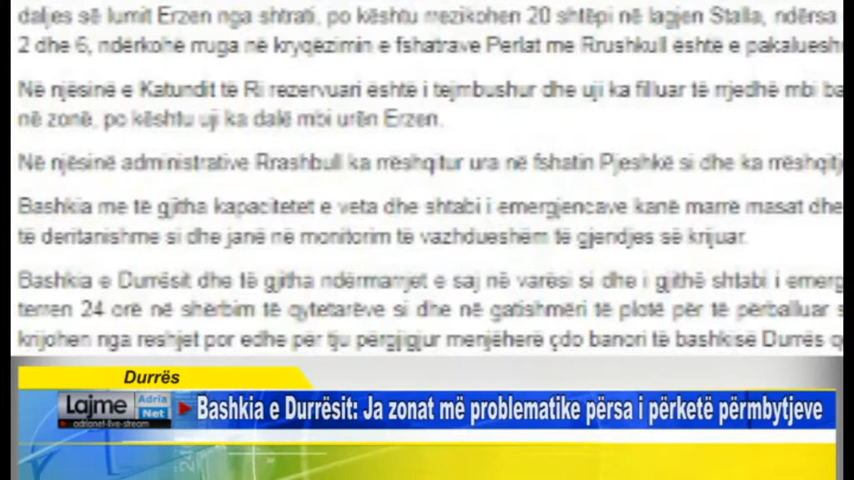 daljes së lumit Erzen nga shtrati, po kështu rrezikohen 20 shtëpi në lagjen Stalla, ndërsa
2 dhe 6, ndërkohë rruga në kryqëzimin e fshatrave Perlat me Rrushkull është e
Në njësinë e Katundit të Ri rezervuari është i tejmbushur dhe uji ka filluar të rrjedhë mbi
në zonë, po kështu uji ka dalë mbi urën Erzen.
Në njësinë administrative Rrashbull ka rrëshqitur ura në fshatin Pjeshkë si dhe ka
Bashkia me të gjitha kapacitetet e veta dhe shtabi i emergjencave kanë marrë masat dhe
të deritanishme si dhe janë në monitorim të vazhdueshëm të gjendjes së krijuar.
Bashkia e Durrësit dhe të gjitha ndërmarrjet e saj në varësi si dhe i gjithë shtabi i
terren 24 orë në shërbim të qytetarëve si dhe në gatishmëri të plotë për të përballuar
krijohen nga reshjet por edhe për tju përgjigjur menjëherë çdo banori të bashkisë Durrës
Durrës
Lajme Adria Net
adrianet-live-stream
Bashkia e Durrësit: Ja zonat më problematike përsa i përketë përmbytjeve